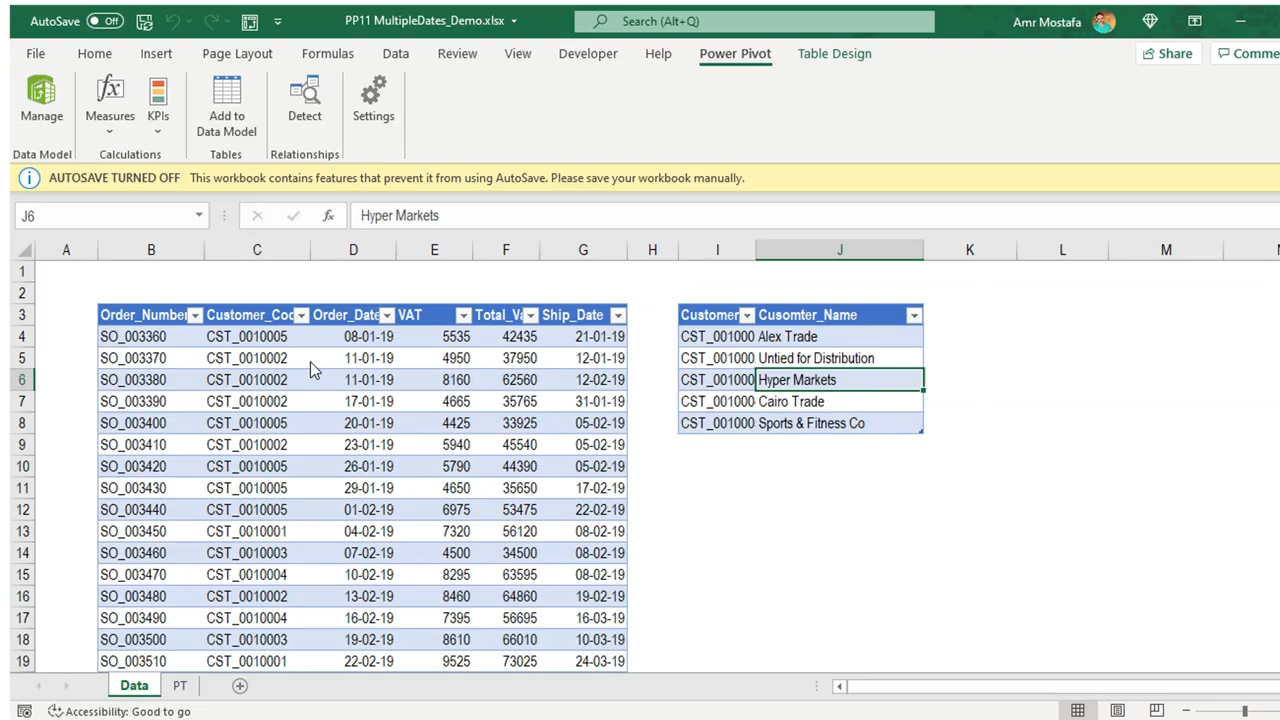 AutoSave Off PP11 MultipleDates_Demo.xlsx Search (Alt+Q) Amr Mostafa
File Home Insert Page Layout Formulas Data Review View Developer Help Power Pivot Table Design Share Comme
Manage Measures KPIs Add to Data Model Detect Settings
Data Model Calculations Tables Relationships
AUTOSAVE TURNED OFF This workbook contains features that prevent it from using AutoSave. Please save your workbook manually.
J6 fx Hyper Markets
A B C D E F G H I J K L M N
1
2
3 Order_Number Customer_Coc Order_Date VAT Total_Va Ship_Date Customer Cusomter_Name
4 SO_003360 CST_0010005 08-01-19 5535 42435 21-01-19 CST_001000 Alex Trade
5 SO_003370 CST_0010002 11-01-19 4950 37950 12-01-19 CST_001000 Untied for Distribution
6 SO_003380 CST_0010002 11-01-19 8160 62560 12-02-19 CST_001000 Hyper Markets
7 SO_003390 CST_0010002 17-01-19 4665 35765 31-01-19 CST_001000 Cairo Trade
8 SO_003400 CST_0010005 20-01-19 4425 33925 05-02-19 CST_001000 Sports & Fitness Co
9 SO_003410 CST_0010002 23-01-19 5940 45540 05-02-19
10 SO_003420 CST_0010005 26-01-19 5790 44390 05-02-19
11 SO_003430 CST_0010005 29-01-19 4650 35650 17-02-19
12 SO_003440 CST_0010005 01-02-19 6975 53475 22-02-19
13 SO_003450 CST_0010001 04-02-19 7320 56120 08-02-19
14 SO_003460 CST_0010003 07-02-19 4500 34500 08-02-19
15 SO_003470 CST_0010004 10-02-19 8295 63595 08-02-19
16 SO_003480 CST_0010002 13-02-19 8460 64860 19-02-19
17 SO_003490 CST_0010004 16-02-19 7395 56695 16-03-19
18 SO_003500 CST_0010003 19-02-19 8610 66010 10-03-19
19 SO_003510 CST_0010001 22-02-19 9525 73025 24-03-19
Data PT
Accessibility: Good to go